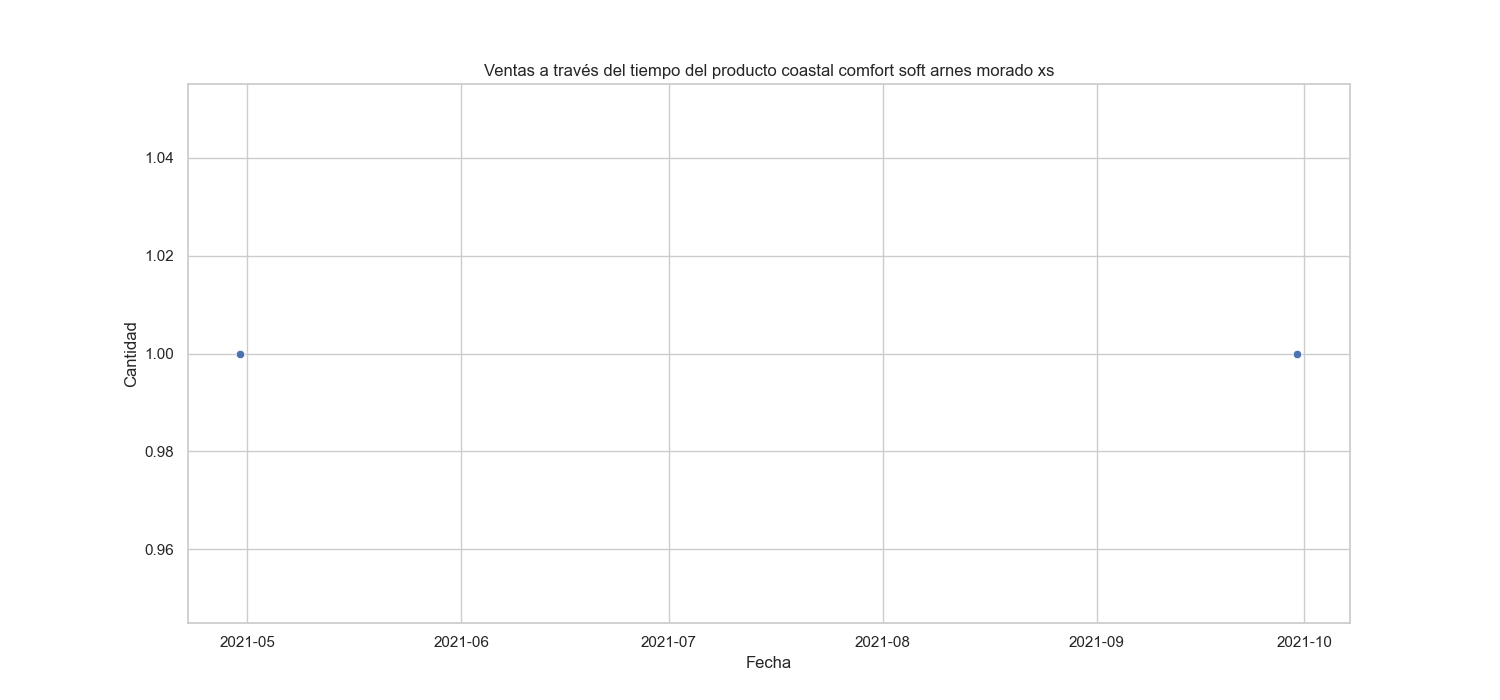 Ventas a través del tiempo del producto coastal comfort soft arnes morado xs
1.04
1.02
1.00
0.98
0.96
Cantidad
2021-05 2021-06 2021-07 2021-08 2021-09 2021-10
Fecha